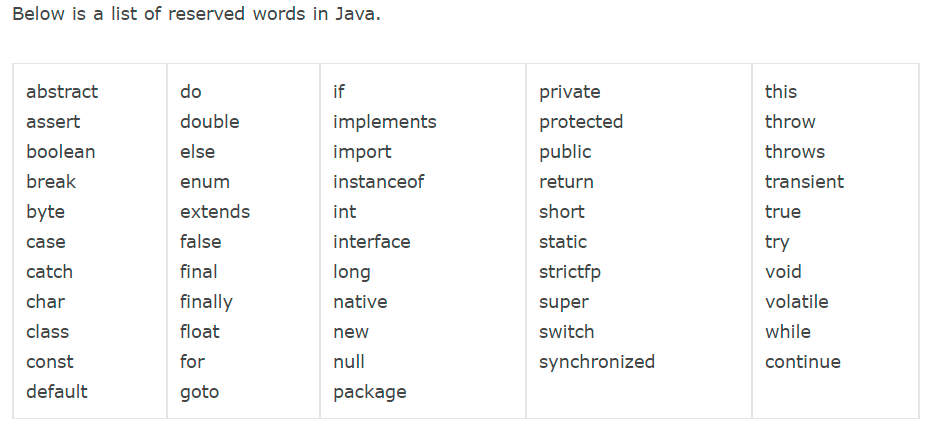 Below is a list of reserved words in Java.
abstract do if private this
assert double implements protected throw
boolean else import public throws
break enum instanceof return transient
byte extends int short true
case false interface static try
catch final long strictfp void
char finally native super volatile
class float new switch while
const for null synchronized continue
default goto package